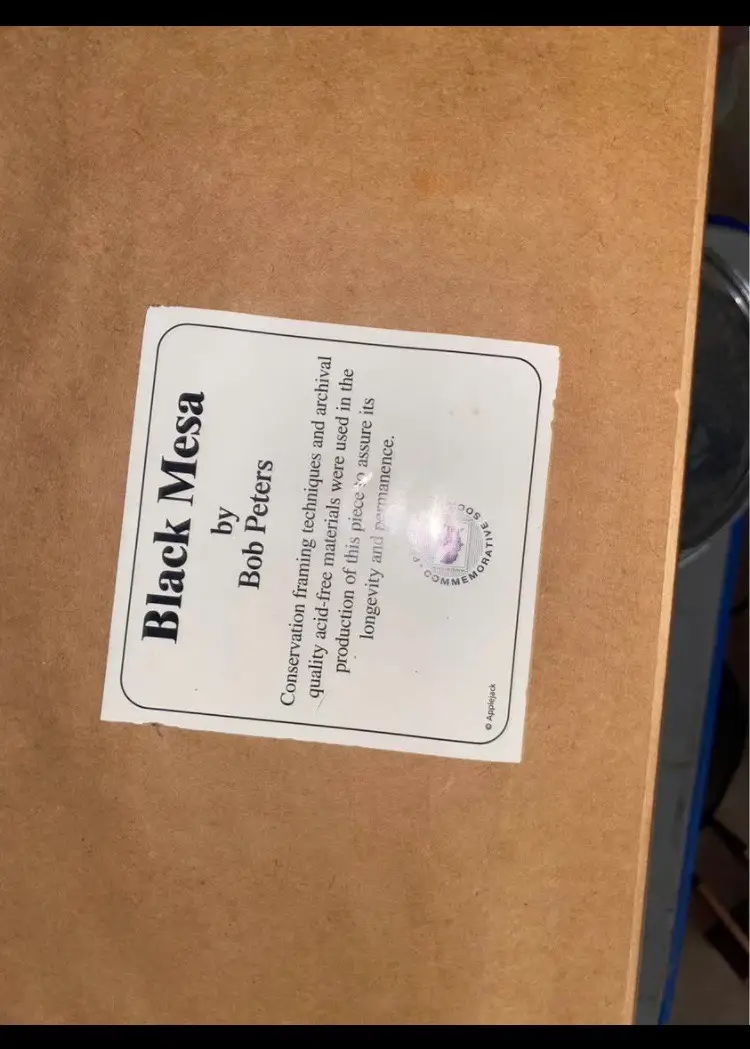 Black Mesa
by
Bob Peters
Conservation framing techniques and archival
quality acid-free materials were used in the
production of this piece to assure its
longevity and permanence.
COMMEMORATIVE
© Applejack